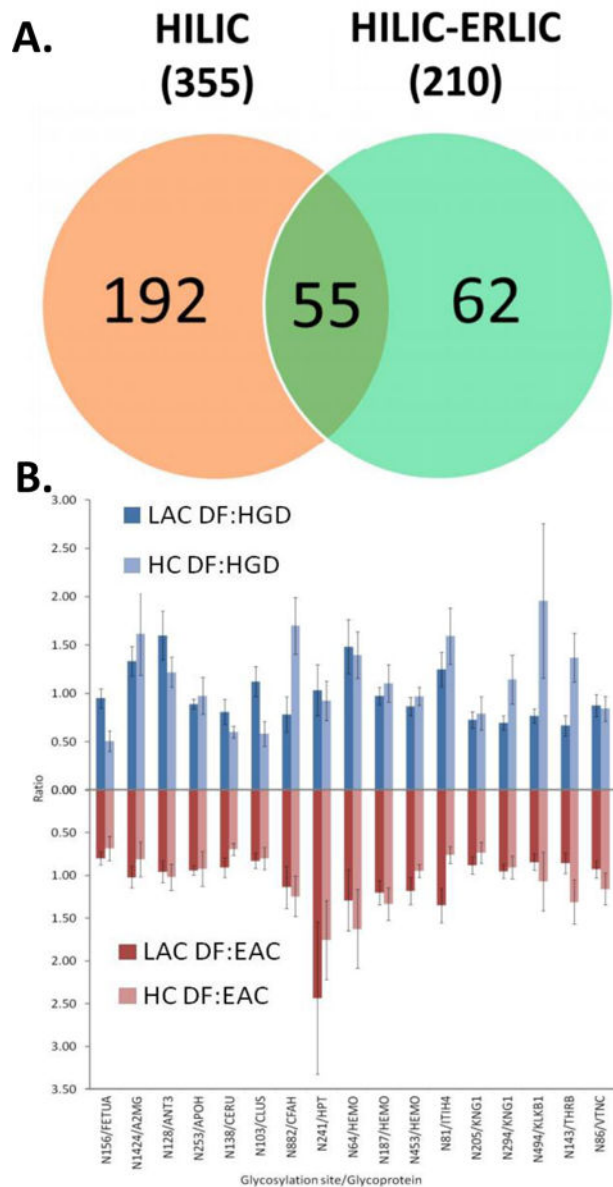 A.
HILIC
(355)
HILIC-ERLIC
(210)
192
55
62
B.
3.00
2.50
2.00
1.50
1.00
0.50
0.00
0.50
1.00
1.50
2.00
2.50
3.00
3.50
Ratio
LAC DF:HGD
HC DF:HGD
LAC DF:EAC
HC DF:EAC
N156/FETUA
N1424/A2MG
N128/ANT3
N253/APOH
N138/CERU
N103/CLUS
N882/CFAH
N241/HPT
N64/HEMO
N187/HEMO
N453/HEMO
N81/ITIH4
N205/KNG1
N294/KNG1
N494/KLKB1
N143/THRB
N86/VTNC
Glycosylation site/Glycoprotein